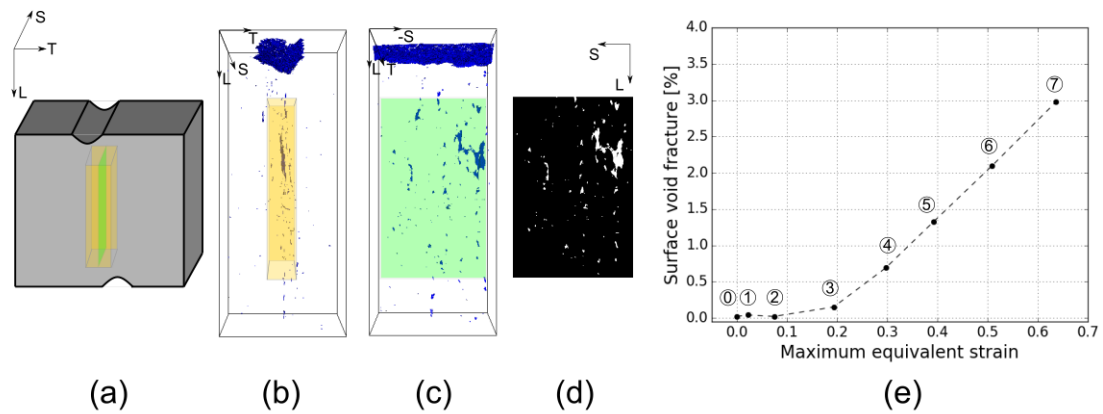 S
T
L
(a)
T
S
L
(b)
-S
L
T
(c)
S
L
(d)
Surface void fracture [%]
4.0
3.5
3.0
2.5
2.0
1.5
1.0
0.5
0.0
⓪ ① ② ③ ④ ⑤ ⑥ ⑦
0.0 0.1 0.2 0.3 0.4 0.5 0.6 0.7
Maximum equivalent strain
(e)